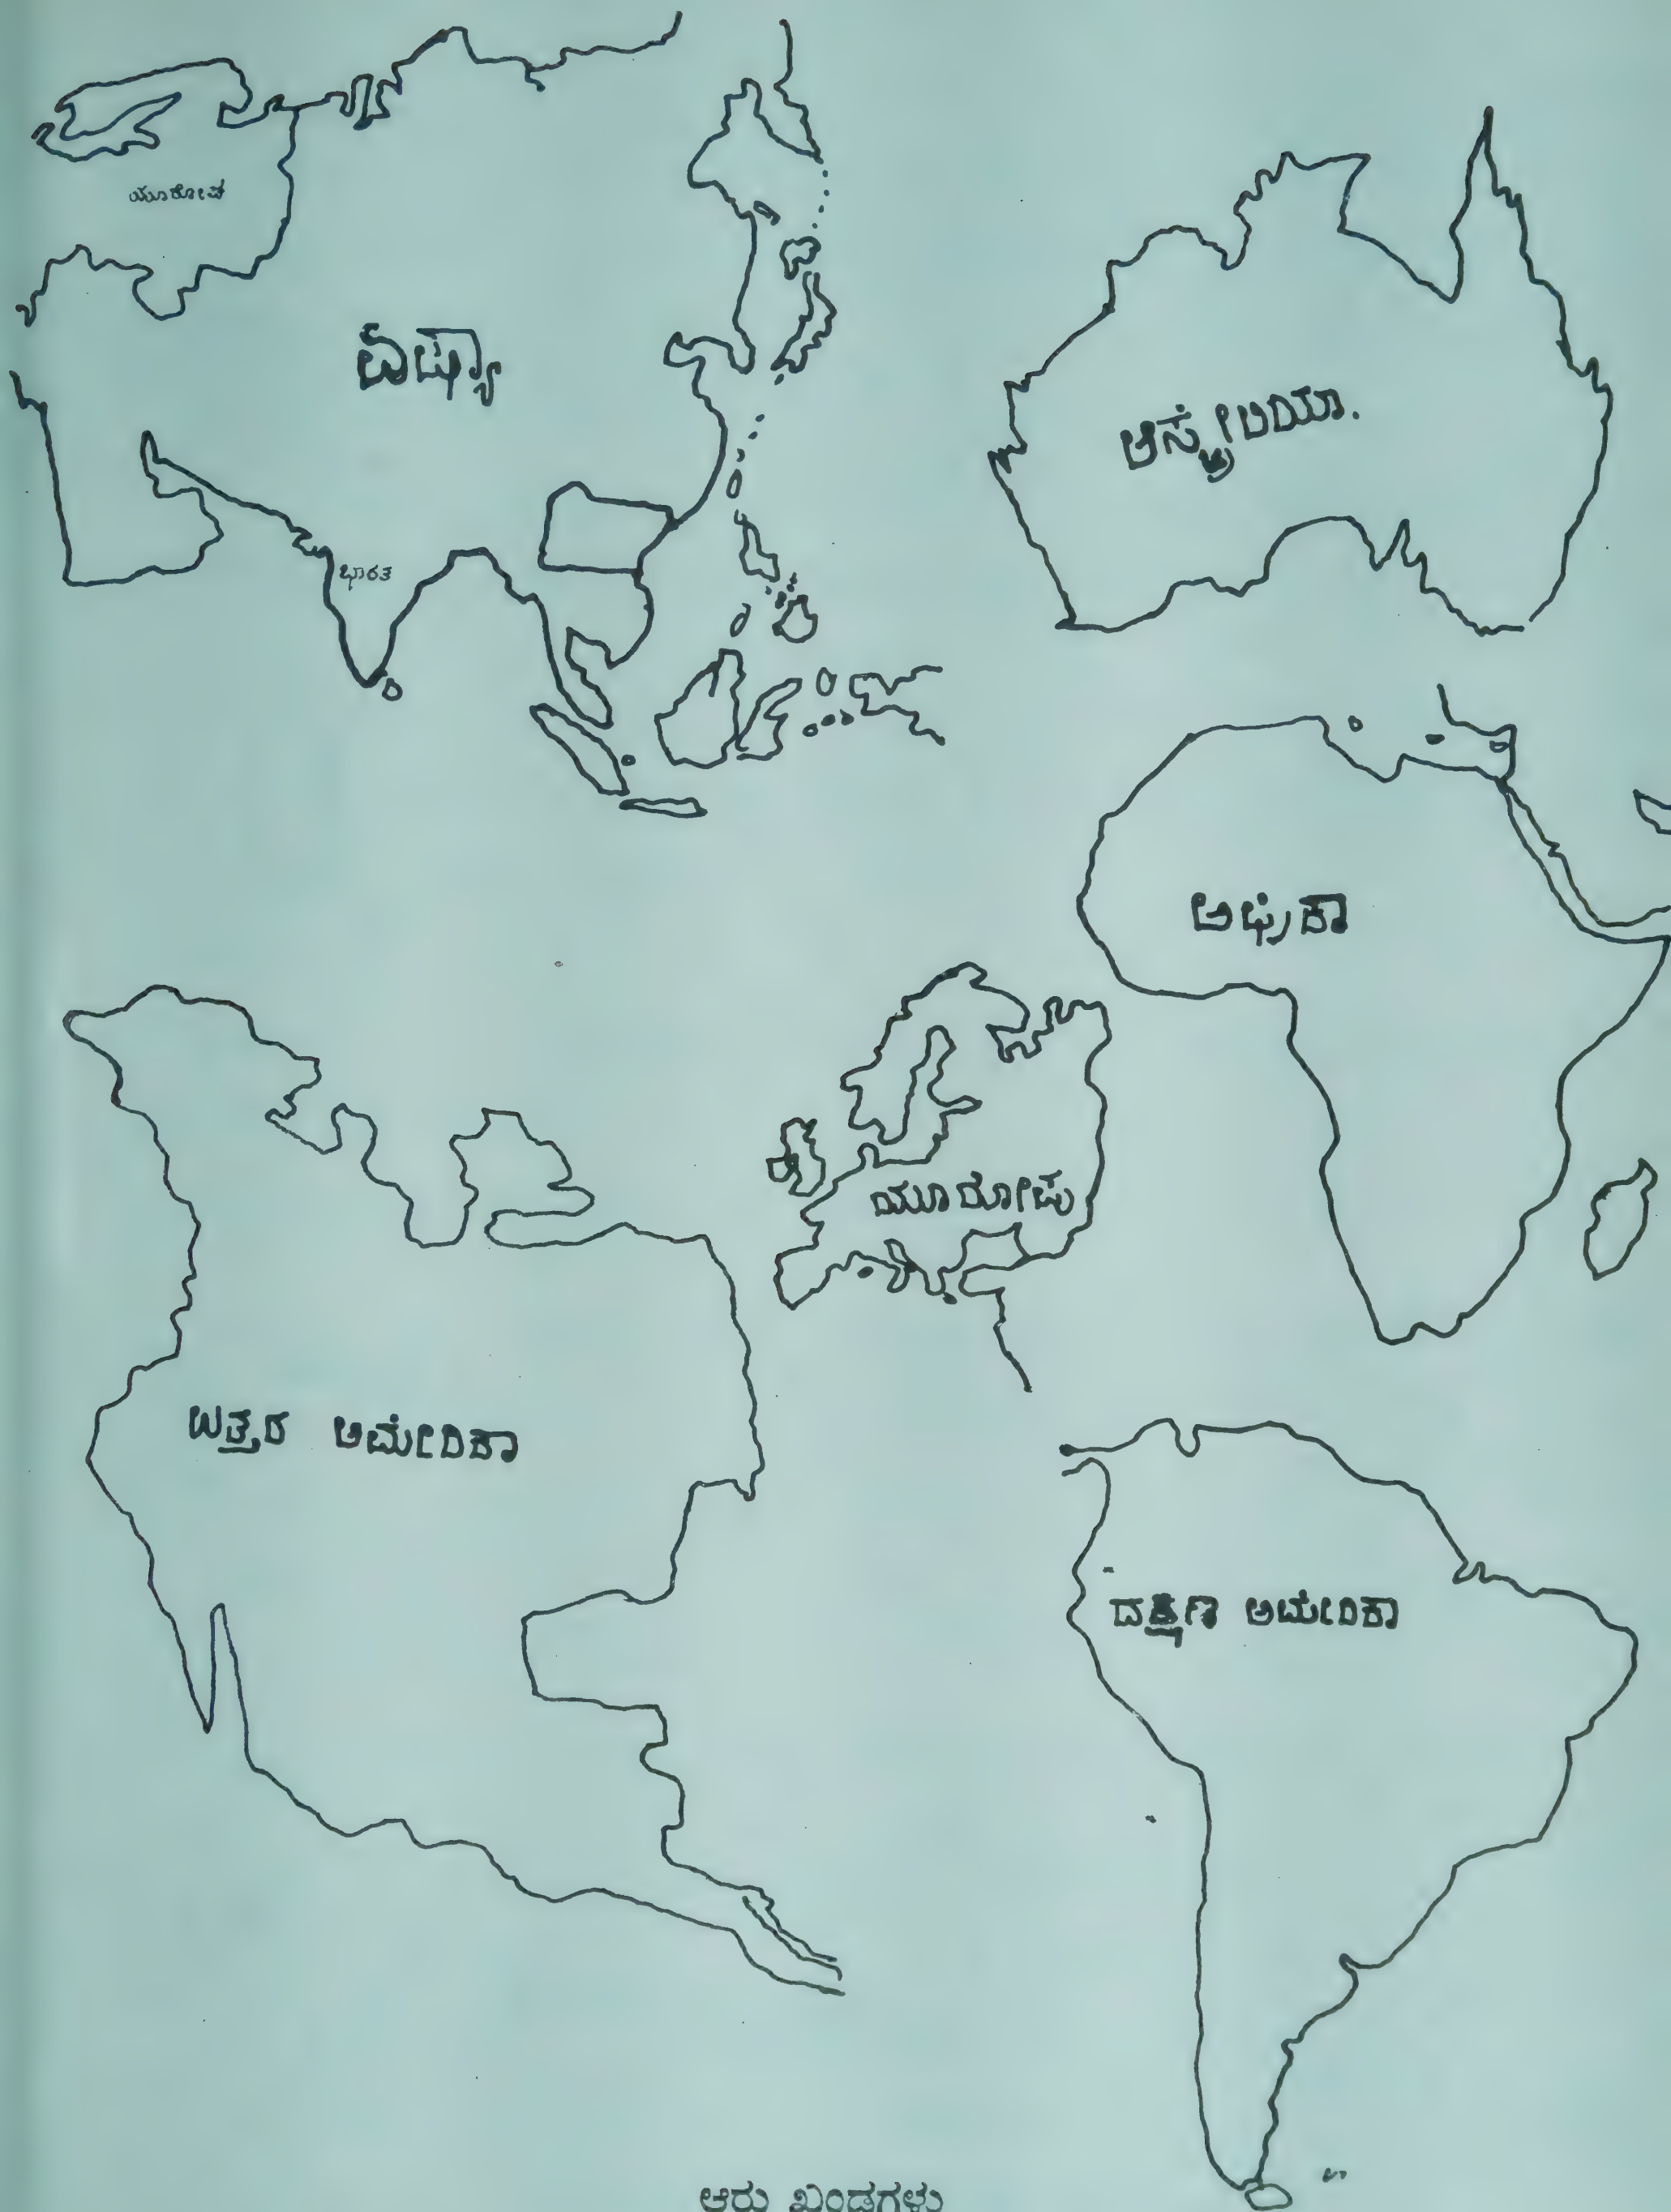 ಯೂರೋಪ್
ಏಷ್ಯಾ
ಭಾರತ
ಆಸ್ಟ್ರೇಲಿಯಾ.
ಆಫ್ರಿಕಾ
ಯೂರೋಪು
ಉತ್ತರ ಅಮೇರಿಕಾ
ದಕ್ಷಿಣ ಅಮೇರಿಕಾ
ಆರು ಖಂಡಗಳು